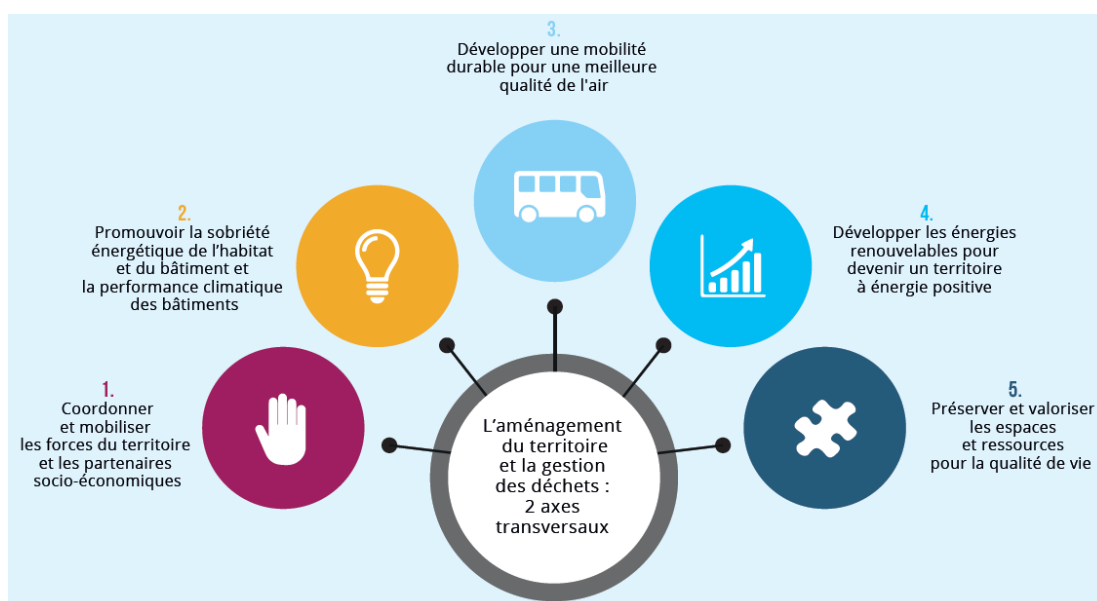 1.
Coordonner
et mobiliser
les forces du territoire
et les partenaires
socio-économiques
2.
Promouvoir la sobriété
énergétique de l’habitat
et du bâtiment et
la performance climatique
des bâtiments
3.
Développer une mobilité
durable pour une meilleure
qualité de l'air
4.
Développer les énergies
renouvelables pour
devenir un territoire
à énergie positive
5.
Préserver et valoriser
les espaces
et ressources
pour la qualité de vie
L’aménagement
du territoire
et la gestion
des déchets :
2 axes
transversaux